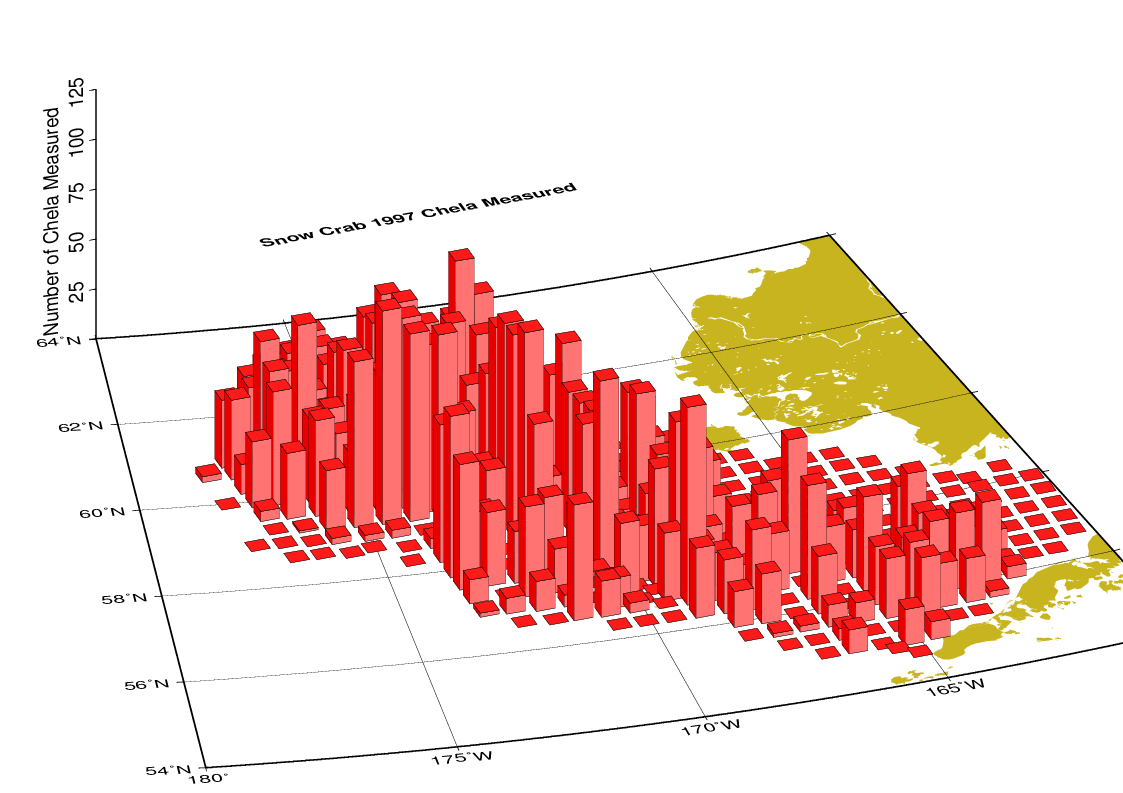 125
100
75
50
25
Number of Chela Measured
Snow Crab 1997 Chela Measured
64°N
62°N
60°N
58°N
56°N
54°N
180°
175°W
170°W
165°W